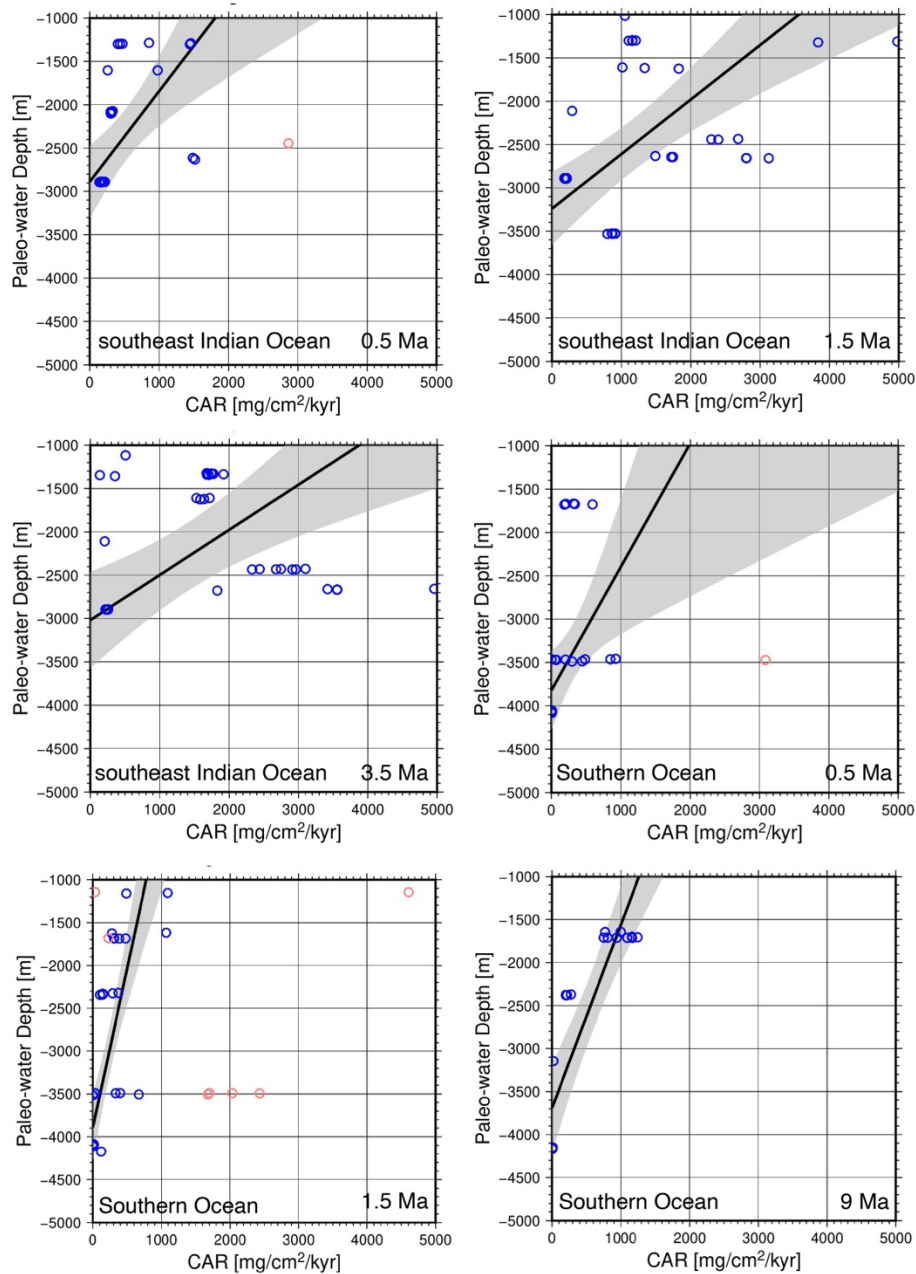 −1000
−1500
−2000
−2500
−3000
−3500
−4000
−4500
−5000
Paleo-water Depth [m]
southeast Indian Ocean 0.5 Ma
0 1000 2000 3000 4000 5000
CAR [mg/cm²/kyr]
−1000
−1500
−2000
−2500
−3000
−3500
−4000
−4500
−5000
Paleo-water Depth [m]
southeast Indian Ocean 1.5 Ma
0 1000 2000 3000 4000 5000
CAR [mg/cm²/kyr]
−1000
−1500
−2000
−2500
−3000
−3500
−4000
−4500
−5000
Paleo-water Depth [m]
southeast Indian Ocean 3.5 Ma
0 1000 2000 3000 4000 5000
CAR [mg/cm²/kyr]
−1000
−1500
−2000
−2500
−3000
−3500
−4000
−4500
−5000
Paleo-water Depth [m]
Southern Ocean 0.5 Ma
0 1000 2000 3000 4000 5000
CAR [mg/cm²/kyr]
−1000
−1500
−2000
−2500
−3000
−3500
−4000
−4500
−5000
Paleo-water Depth [m]
Southern Ocean 1.5 Ma
0 1000 2000 3000 4000 5000
CAR [mg/cm²/kyr]
−1000
−1500
−2000
−2500
−3000
−3500
−4000
−4500
−5000
Paleo-water Depth [m]
Southern Ocean 9 Ma
0 1000 2000 3000 4000 5000
CAR [mg/cm²/kyr]